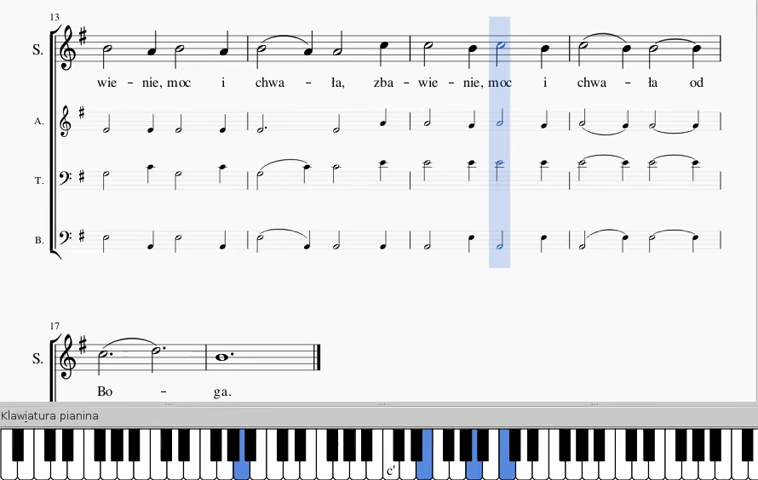 13
S.
wie – nie, moc i chwa – ła, zba – wie – nie, moc i chwa – ła od
A.
T.
B.
17
S.
Bo – ga.
Klawiatura pianina
c'